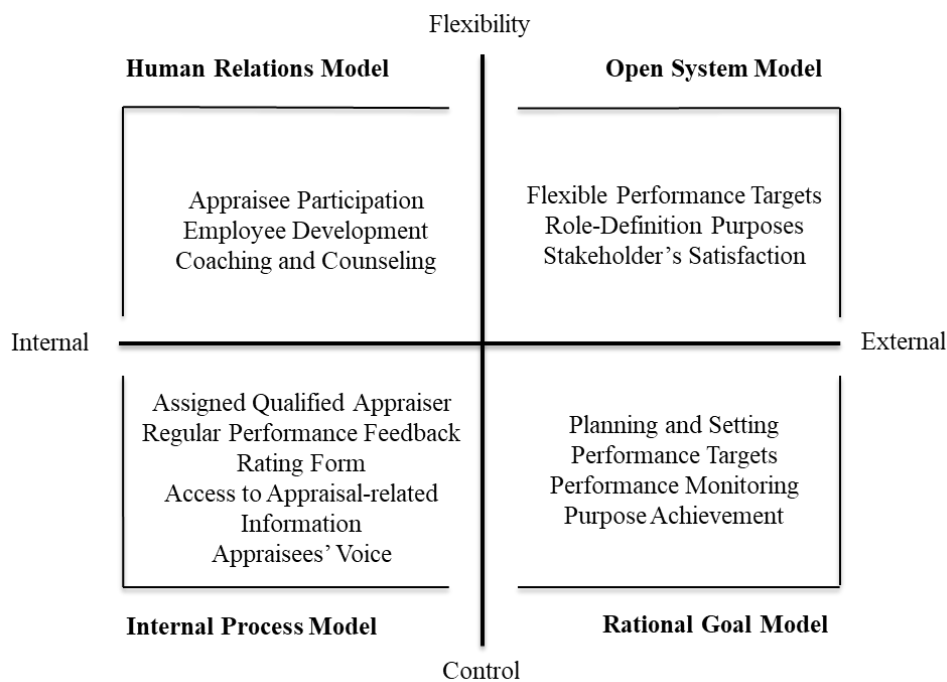 Flexibility
Human Relations Model
Open System Model
Appraisee Participation
Employee Development
Coaching and Counseling
Flexible Performance Targets
Role-Definition Purposes
Stakeholder’s Satisfaction
Internal
External
Assigned Qualified Appraiser
Regular Performance Feedback
Rating Form
Access to Appraisal-related
Information
Appraisees’ Voice
Planning and Setting
Performance Targets
Performance Monitoring
Purpose Achievement
Internal Process Model
Rational Goal Model
Control